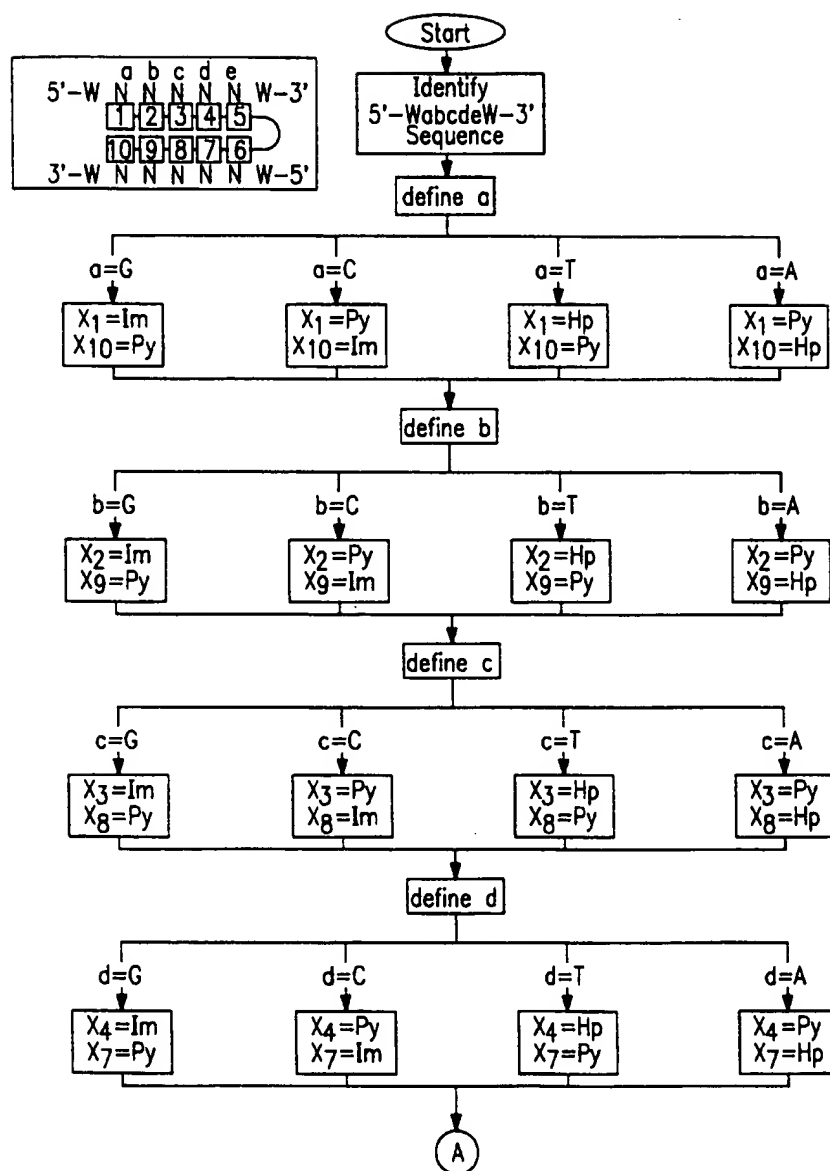 Start
a b c d e
5'-W N N N N N W-3'
1 2 3 4 5
10 9 8 7 6
3'-W N N N N N W-5'
Identify
5'-WabcdeW-3'
Sequence
define a
a=G a=C a=T a=A
X1=Im X1=Py X1=Hp X1=Py
X10=Py X10=Im X10=Py X10=Hp
define b
b=G b=C b=T b=A
X2=Im X2=Py X2=Hp X2=Py
X9=Py X9=Im X9=Py X9=Hp
define c
c=G c=C c=T c=A
X3=Im X3=Py X3=Hp X3=Py
X8=Py X8=Im X8=Py X8=Hp
define d
d=G d=C d=T d=A
X4=Im X4=Py X4=Hp X4=Py
X7=Py X7=Im X7=Py X7=Hp
A